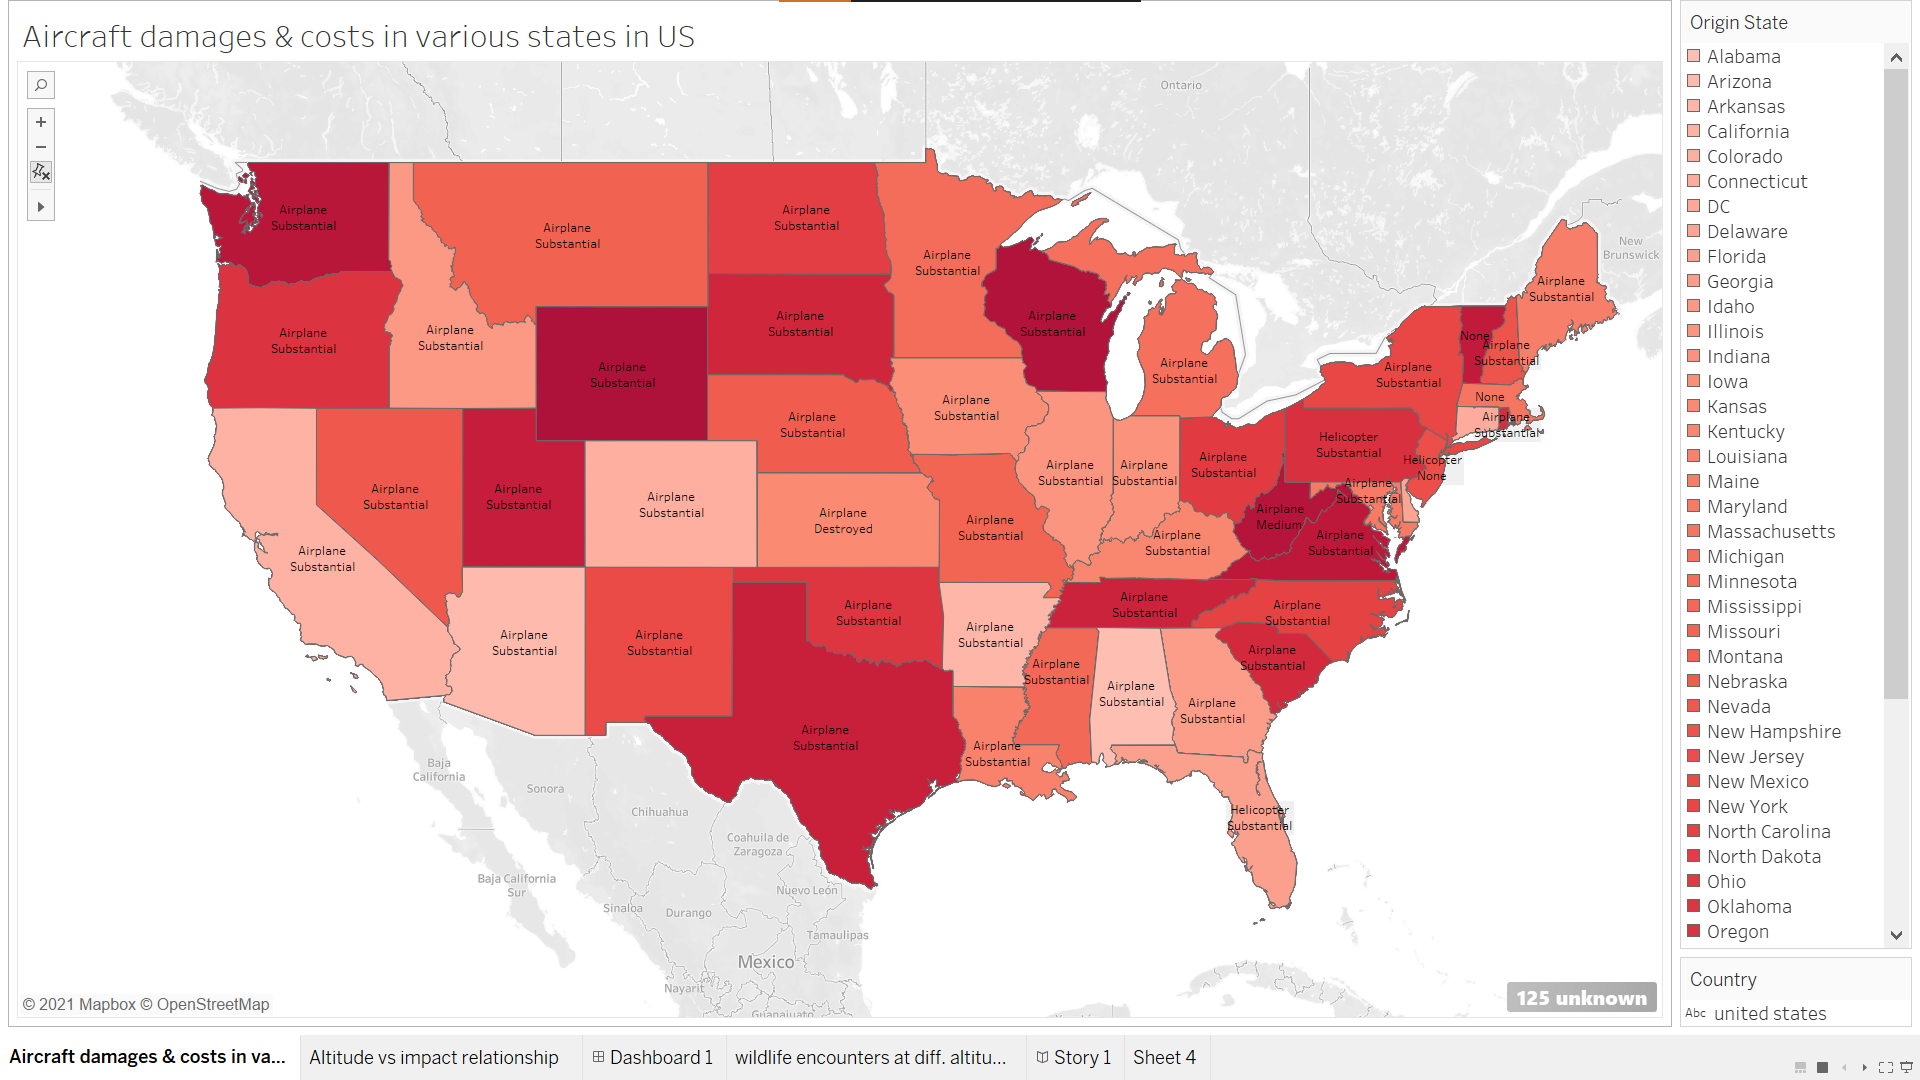 Aircraft damages & costs in various states in US
Origin State
Alabama
Arizona
Arkansas
California
Colorado
Connecticut
DC
Delaware
Florida
Georgia
Idaho
Illinois
Indiana
Iowa
Kansas
Kentucky
Louisiana
Maine
Maryland
Massachusetts
Michigan
Minnesota
Mississippi
Missouri
Montana
Nebraska
Nevada
New Hampshire
New Jersey
New Mexico
New York
North Carolina
North Dakota
Ohio
Oklahoma
Oregon
Country
Abc united states
Ontario
New
Brunswick
Airplane
Substantial
Airplane
Substantial
Airplane
Substantial
Airplane
Substantial
Airplane
Substantial
Airplane
Substantial
Airplane
Substantial
Airplane
Substantial
Airplane
Substantial
Airplane
Substantial
None
Airplane
Substantial
Airplane
Substantial
Airplane
Substantial
Airplane
Substantial
Airplane
Substantial
None
Airplane
Substantial
Airplane
Substantial
Airplane
Substantial
Helicopter
Substantial
Airplane
Substantial
Airplane
Substantial
Airplane
Substantial
Helicopter
None
Airplane
Substantial
Airplane
Substantial
Airplane
Substantial
Airplane
Substantial
Airplane
Destroyed
Airplane
Medium
Airplane
Substantial
Airplane
Substantial
Airplane
Substantial
Airplane
Substantial
Airplane
Substantial
Airplane
Substantial
Airplane
Substantial
Airplane
Substantial
Airplane
Substantial
Airplane
Substantial
Airplane
Substantial
Airplane
Substantial
Airplane
Substantial
Airplane
Substantial
Airplane
Substantial
Airplane
Substantial
Airplane
Substantial
Helicopter
Substantial
Baja
California
Sonora
Chihuahua
Coahuila de
Zaragoza
Baja California
Sur
Nuevo León
Sinaloa
Durango
Tamaulipas
Mexico
Nayarit
Guanajuato
© 2021 Mapbox © OpenStreetMap
125 unknown
Aircraft damages & costs in va...
Altitude vs impact relationship
Dashboard 1
wildlife encounters at diff. altitu...
Story 1
Sheet 4